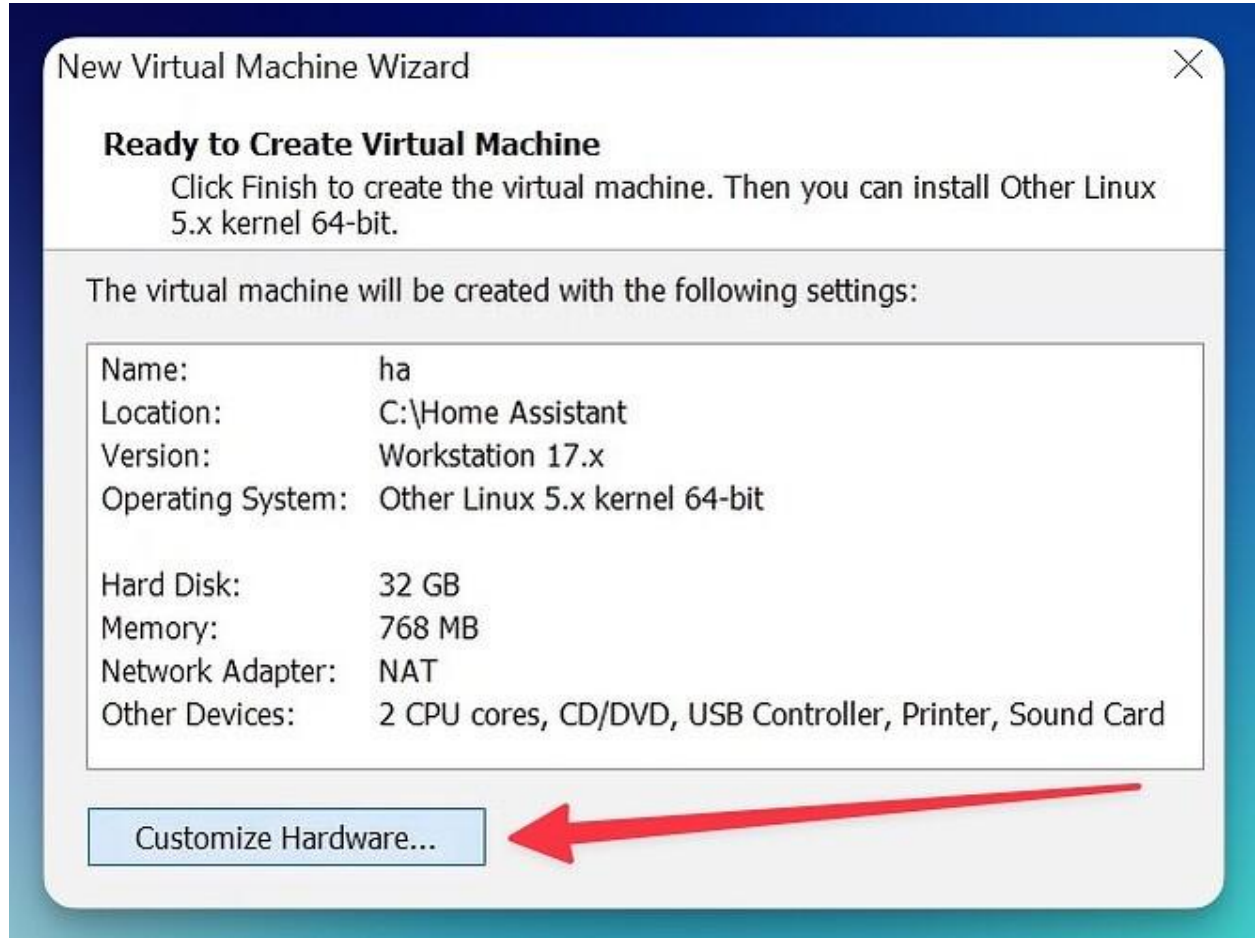 New Virtual Machine Wizard
Ready to Create Virtual Machine
Click Finish to create the virtual machine. Then you can install Other Linux
5.x kernel 64-bit.
The virtual machine will be created with the following settings:
Name: ha
Location: C:\Home Assistant
Version: Workstation 17.x
Operating System: Other Linux 5.x kernel 64-bit
Hard Disk: 32 GB
Memory: 768 MB
Network Adapter: NAT
Other Devices: 2 CPU cores, CD/DVD, USB Controller, Printer, Sound Card
Customize Hardware...